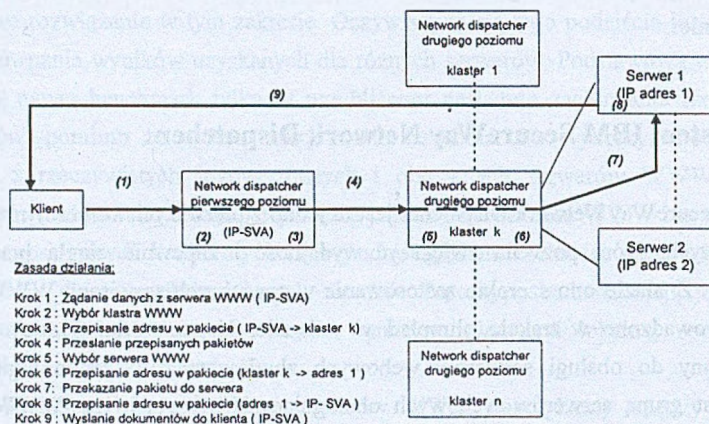 Network dispatcher
drugiego poziomu
klaster 1
Serwer 1
(IP adres 1)
(8)
(9)
(7)
(1)
(4)
Klient
Network dispatcher
pierwszego poziomu
(IP-SVA)
(2)
(3)
Network dispatcher
drugiego poziomu
klaster k
(5)
(6)
Serwer 2
(IP adres 2)
Network dispatcher
drugiego poziomu
klaster n
Zasada działania:
Krok 1 : Żądanie danych z serwera WWW ( IP-SVA)
Krok 2 : Wybór klastra WWW
Krok 3 : Przepisanie adresu w pakiecie ( IP-SVA -> klaster k)
Krok 4 : Przesłanie przepisanych pakietów
Krok 5 : Wybór serwera WWW
Krok 6 : Przepisanie adresu w pakiecie (klaster k -> adres 1 )
Krok 7: Przekazanie pakietu do serwera
Krok 8 : Przepisanie adresu w pakiecie (adres 1 -> IP- SVA )
Krok 9 : Wysłanie dokumentów do klienta ( IP-SVA )